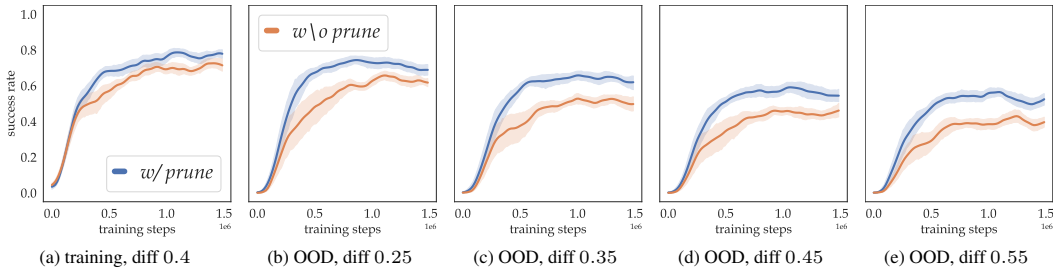 success rate
1.0
0.8
0.6
0.4
0.2
0.0
w/ prune
0.0 0.5 1.0 1.5
training steps
1e6
(a) training, diff 0.4
w\o prune
0.0 0.5 1.0 1.5
training steps
1e6
(b) OOD, diff 0.25
0.0 0.5 1.0 1.5
training steps
1e6
(c) OOD, diff 0.35
0.0 0.5 1.0 1.5
training steps
1e6
(d) OOD, diff 0.45
0.0 0.5 1.0 1.5
training steps
1e6
(e) OOD, diff 0.55